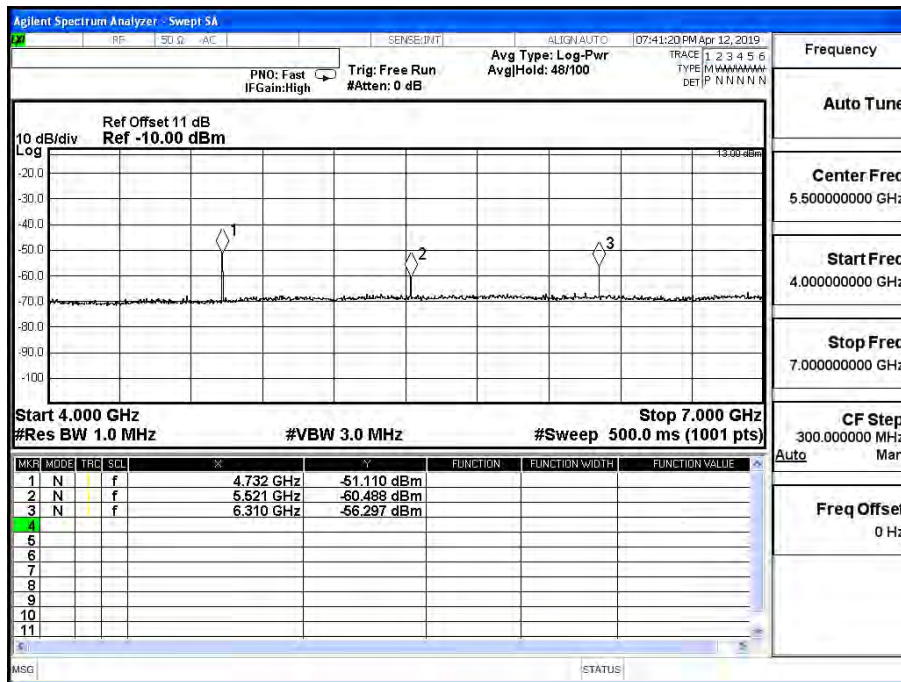 Agilent Spectrum Analyzer - Swept SA
LXI RF 50 Ω AC SENSE:INT ALIGN AUTO 07:41:20 PM Apr 12, 2019
PNO: Fast
IFGain:High
Trig: Free Run
#Atten: 0 dB
Avg Type: Log-Pwr
Avg|Hold: 48/100
TRACE 1 2 3 4 5 6
TYPE MWWWWW
DET P N N N N N
Ref Offset 11 dB
10 dB/div Ref -10.00 dBm
Log
-13.00 dBm
-20.0
-30.0
-40.0
-50.0
-60.0
-70.0
-80.0
-90.0
-100
1
2
3
Start 4.000 GHz Stop 7.000 GHz
#Res BW 1.0 MHz #VBW 3.0 MHz #Sweep 500.0 ms (1001 pts)
MKR MODE TRC SCL X Y FUNCTION FUNCTION WIDTH FUNCTION VALUE
1 N f 4.732 GHz -51.110 dBm
2 N f 5.521 GHz -60.488 dBm
3 N f 6.310 GHz -56.297 dBm
4
5
6
7
8
9
10
11
MSG STATUS
Frequency
Auto Tune
Center Freq
5.500000000 GHz
Start Freq
4.000000000 GHz
Stop Freq
7.000000000 GHz
CF Step
300.000000 MHz
Auto Man
Freq Offset
0 Hz